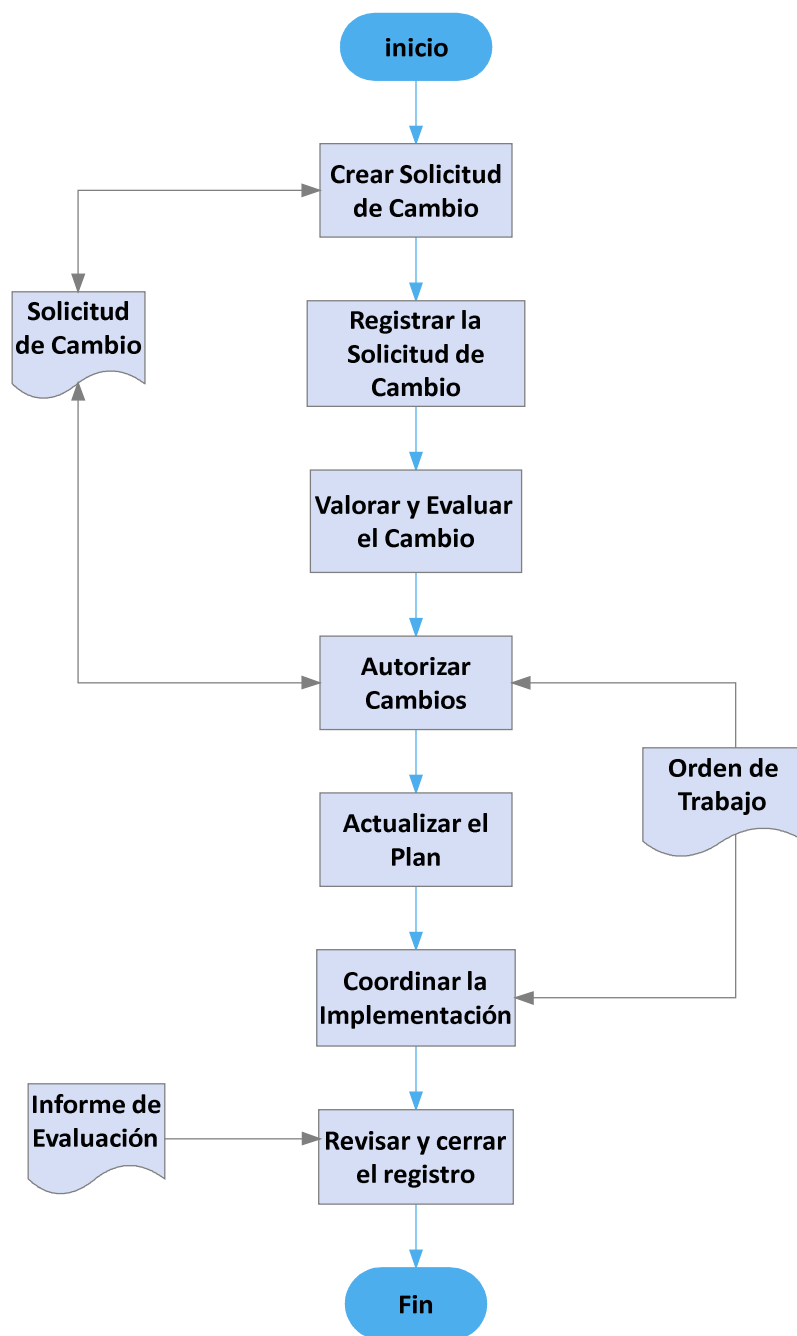 inicio
Crear Solicitud
de Cambio
Solicitud
de Cambio
Registrar la
Solicitud de
Cambio
Valorar y Evaluar
el Cambio
Autorizar
Cambios
Orden de
Trabajo
Actualizar el
Plan
Coordinar la
Implementación
Informe de
Evaluación
Revisar y cerrar
el registro
Fin